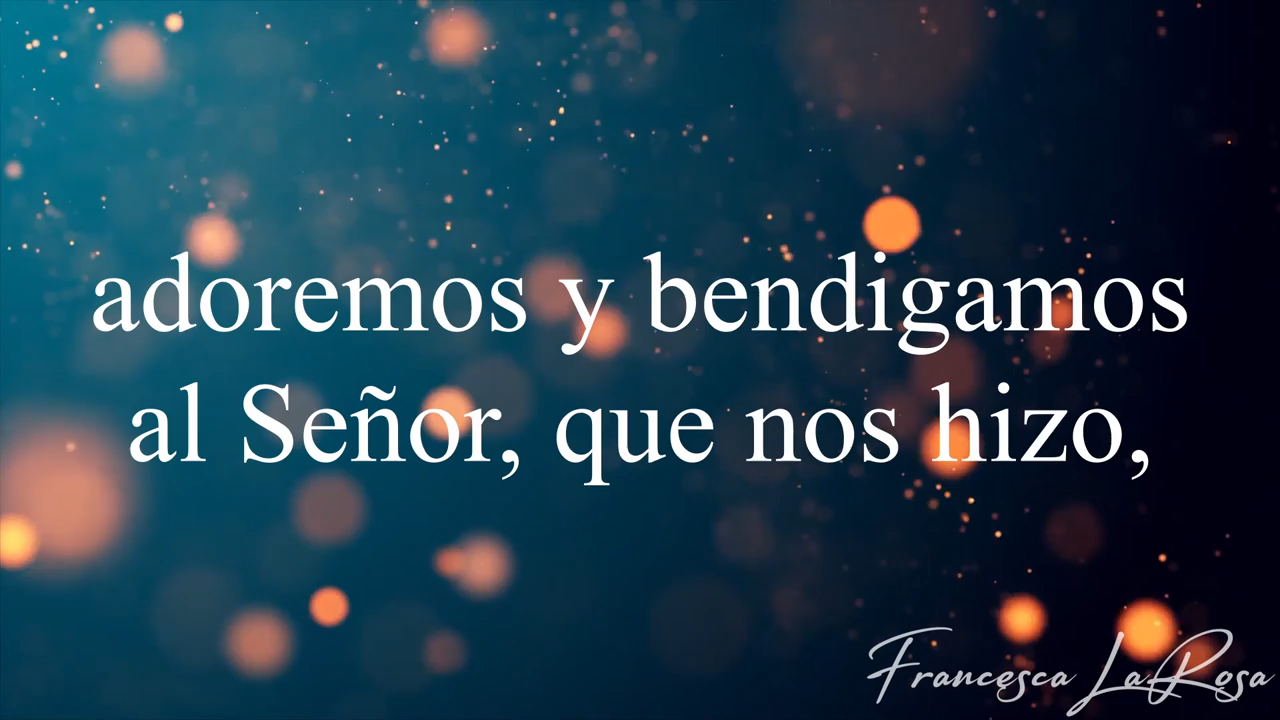 adoremos y bendigamos
al Señor, que nos hizo,
Francesca LaRosa